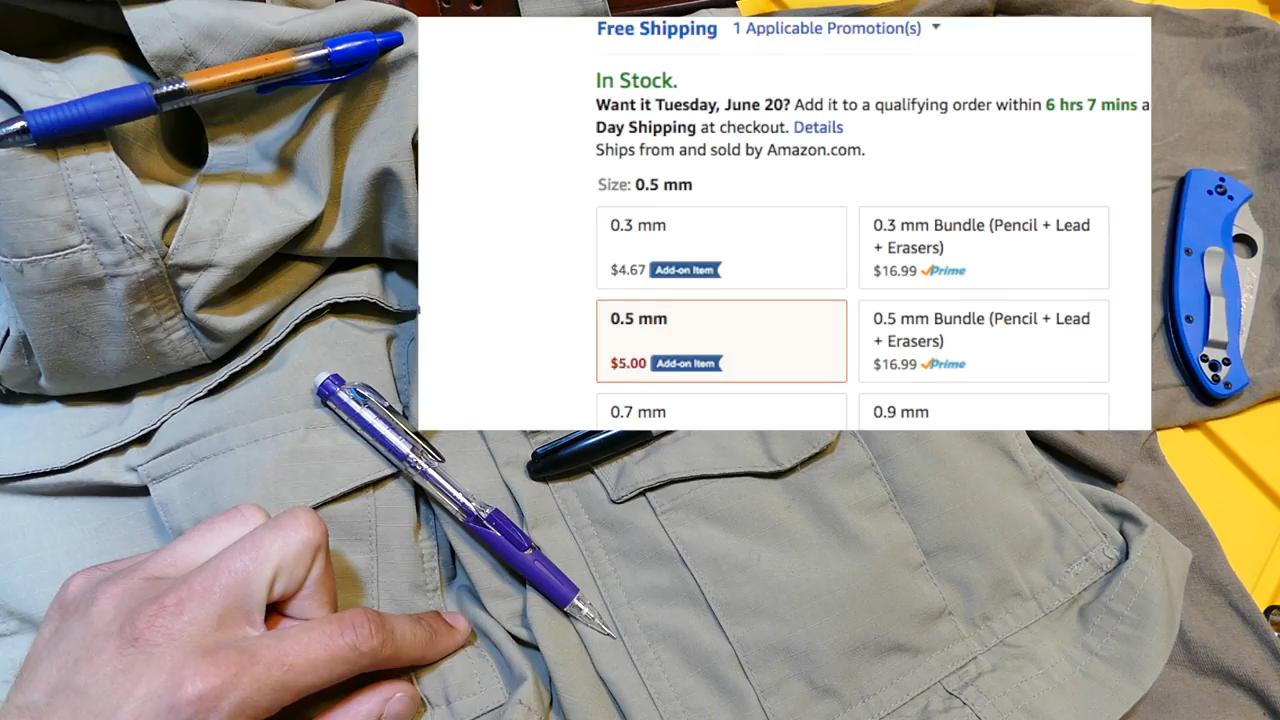 Free Shipping 1 Applicable Promotion(s)
In Stock.
Want it Tuesday, June 20? Add it to a qualifying order within 6 hrs 7 mins a
Day Shipping at checkout. Details
Ships from and sold by Amazon.com.
Size: 0.5 mm
0.3 mm
$4.67 Add-on Item
0.3 mm Bundle (Pencil + Lead
+ Erasers)
$16.99 Prime
0.5 mm
$5.00 Add-on Item
0.5 mm Bundle (Pencil + Lead
+ Erasers)
$16.99 Prime
0.7 mm
0.9 mm